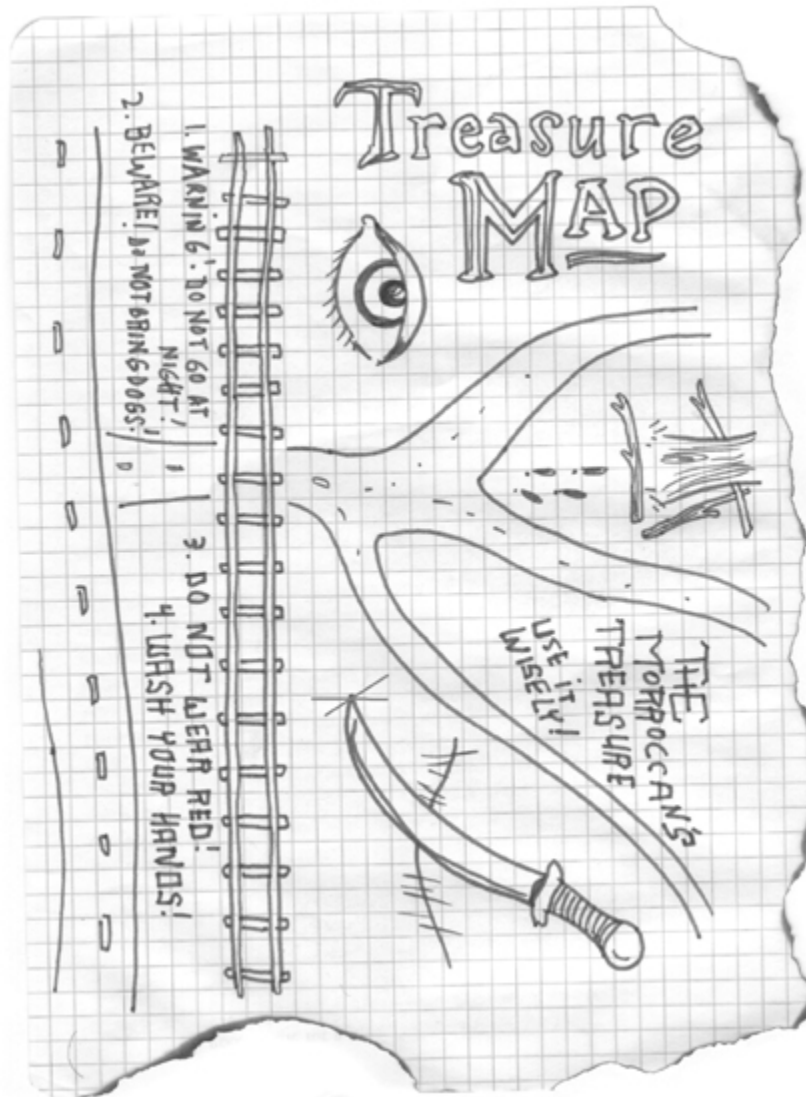 Treasure
MAP
THE
MORROCCAN'S
TREASURE
USE IT
WISELY!
1. WARNING! DO NOT GO AT
NIGHT!
2. BEWARE! DO NOT BRING DOGS!
3. DO NOT WEAR RED!
4. WASH YOUR HANDS!